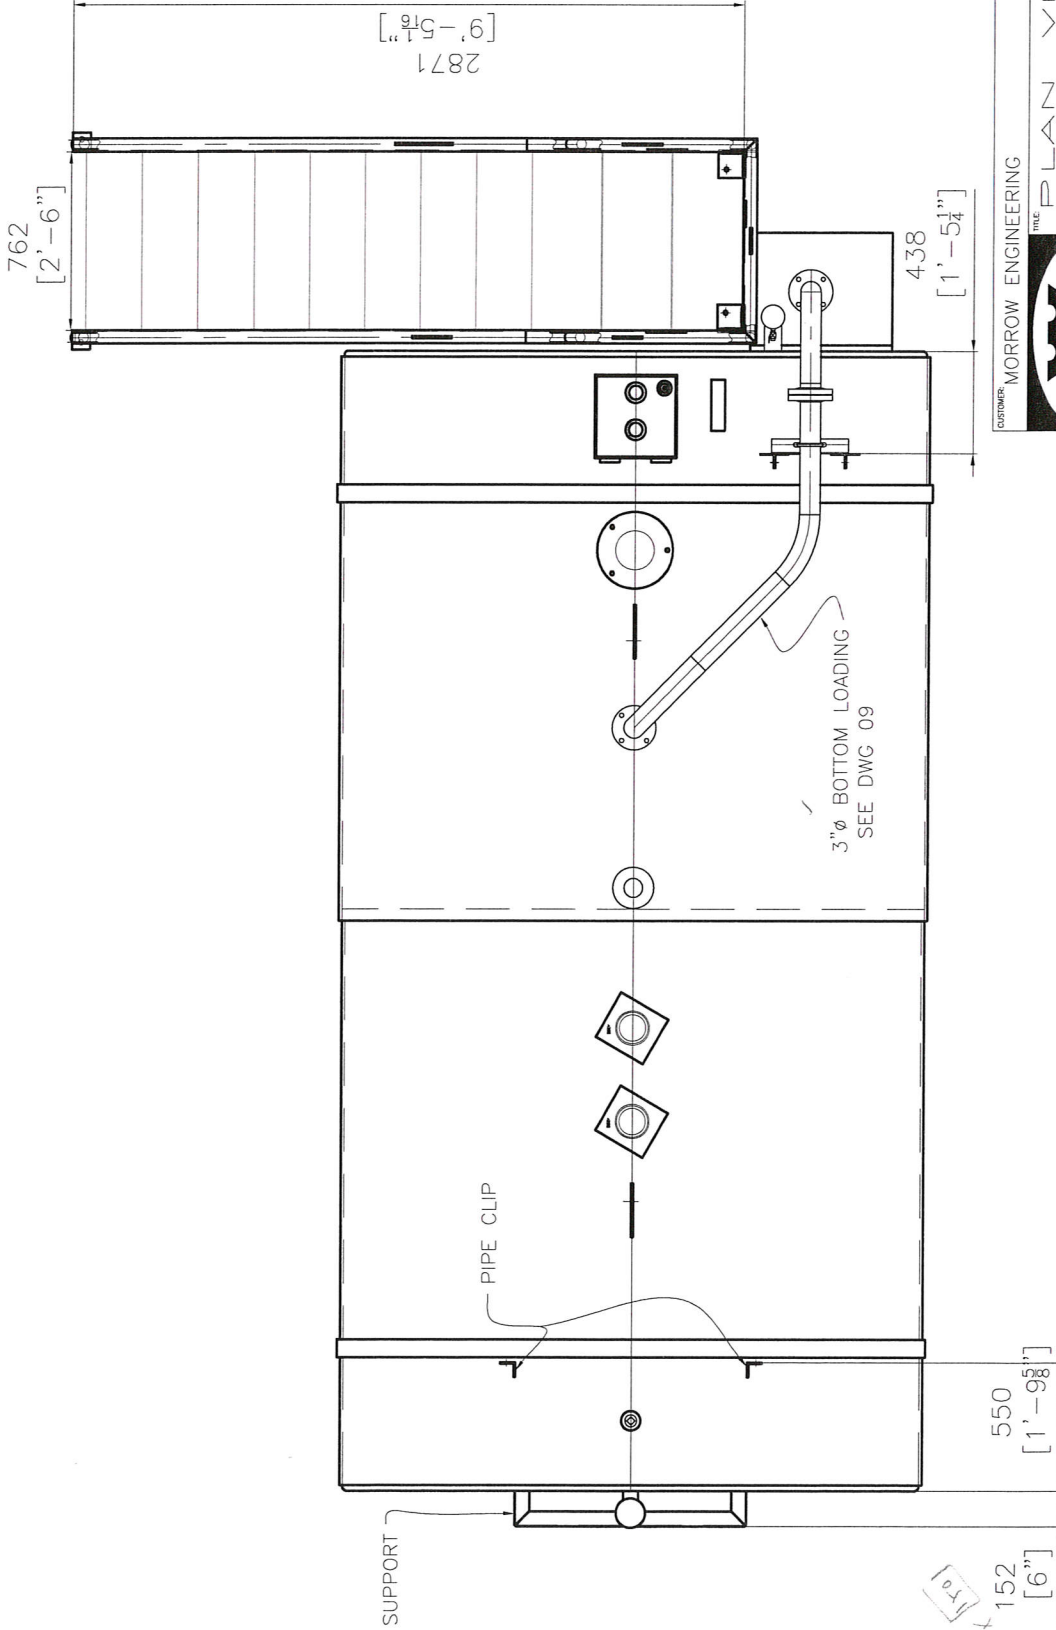 762
[2'-6"]
2871
[9'-5 1/16"]
438
[1'-5 1/4"]
CUSTOMER: MORROW ENGINEERING
TITLE:
PLAN
3"ø BOTTOM LOADING
SEE DWG 09
PIPE CLIP
SUPPORT
550
[1'-9 5/8"]
152
[6"]